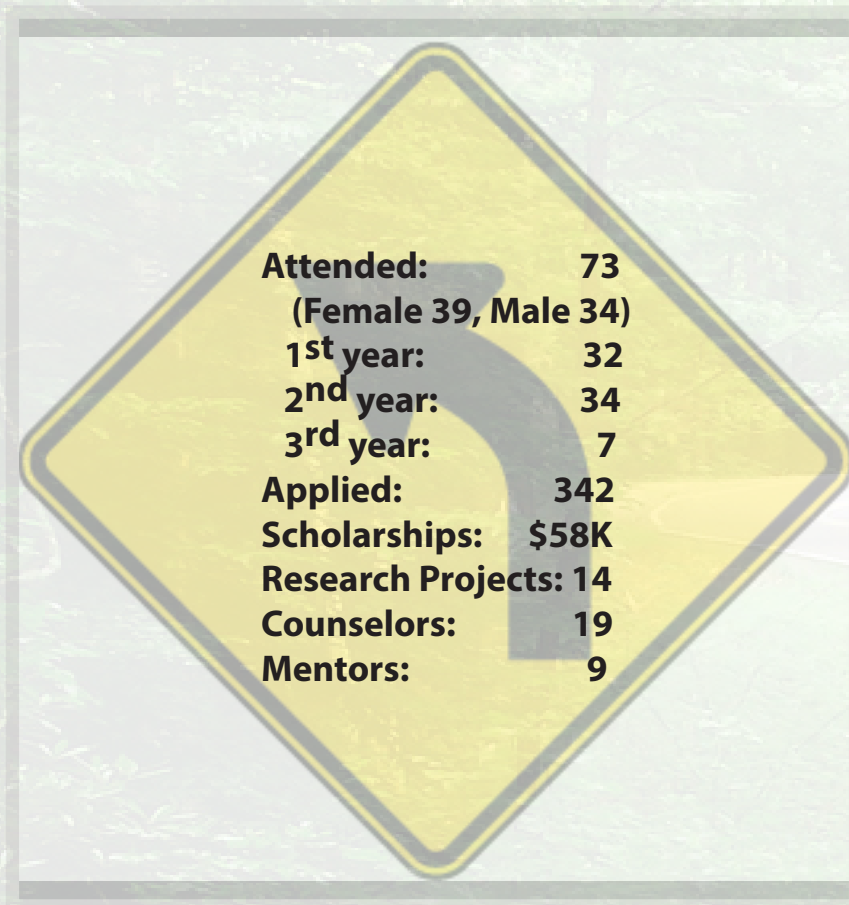 Attended: 73
(Female 39, Male 34)
1st year: 32
2nd year: 34
3rd year: 7
Applied: 342
Scholarships: $58K
Research Projects: 14
Counselors: 19
Mentors: 9